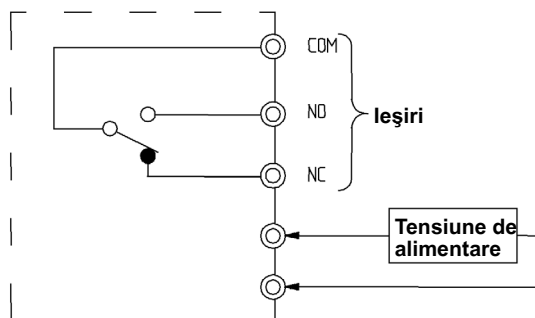 COM
NO
Ieşiri
NC
Tensiune de
alimentare